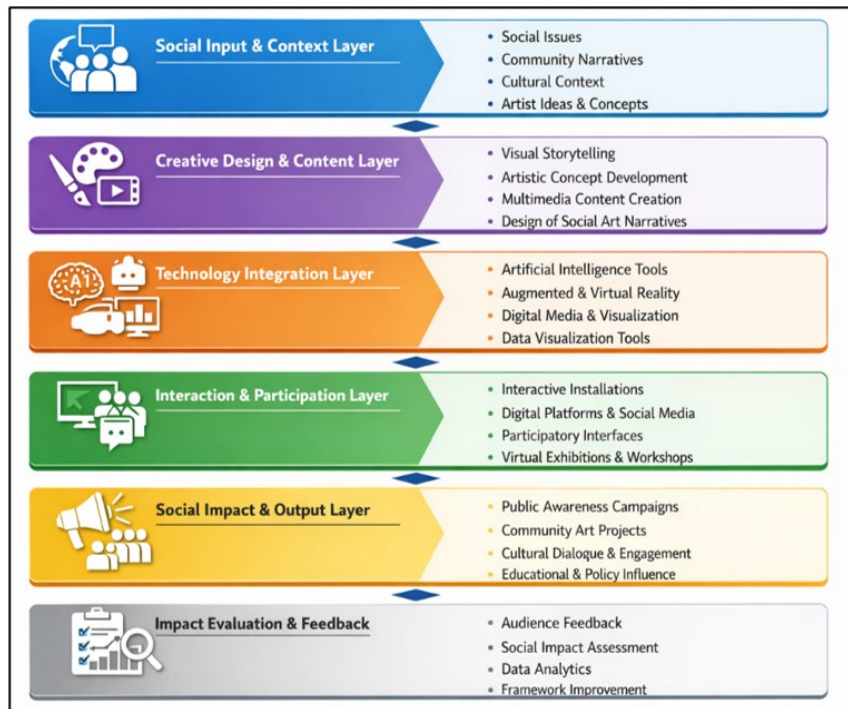 Social Input & Context Layer
• Social Issues
• Community Narratives
• Cultural Context
• Artist Ideas & Concepts
Creative Design & Content Layer
• Visual Storytelling
• Artistic Concept Development
• Multimedia Content Creation
• Design of Social Art Narratives
AI
Technology Integration Layer
• Artificial Intelligence Tools
• Augmented & Virtual Reality
• Digital Media & Visualization
• Data Visualization Tools
Interaction & Participation Layer
• Interactive Installations
• Digital Platforms & Social Media
• Participatory Interfaces
• Virtual Exhibitions & Workshops
Social Impact & Output Layer
• Public Awareness Campaigns
• Community Art Projects
• Cultural Dialogue & Engagement
• Educational & Policy Influence
Impact Evaluation & Feedback
• Audience Feedback
• Social Impact Assessment
• Data Analytics
• Framework Improvement